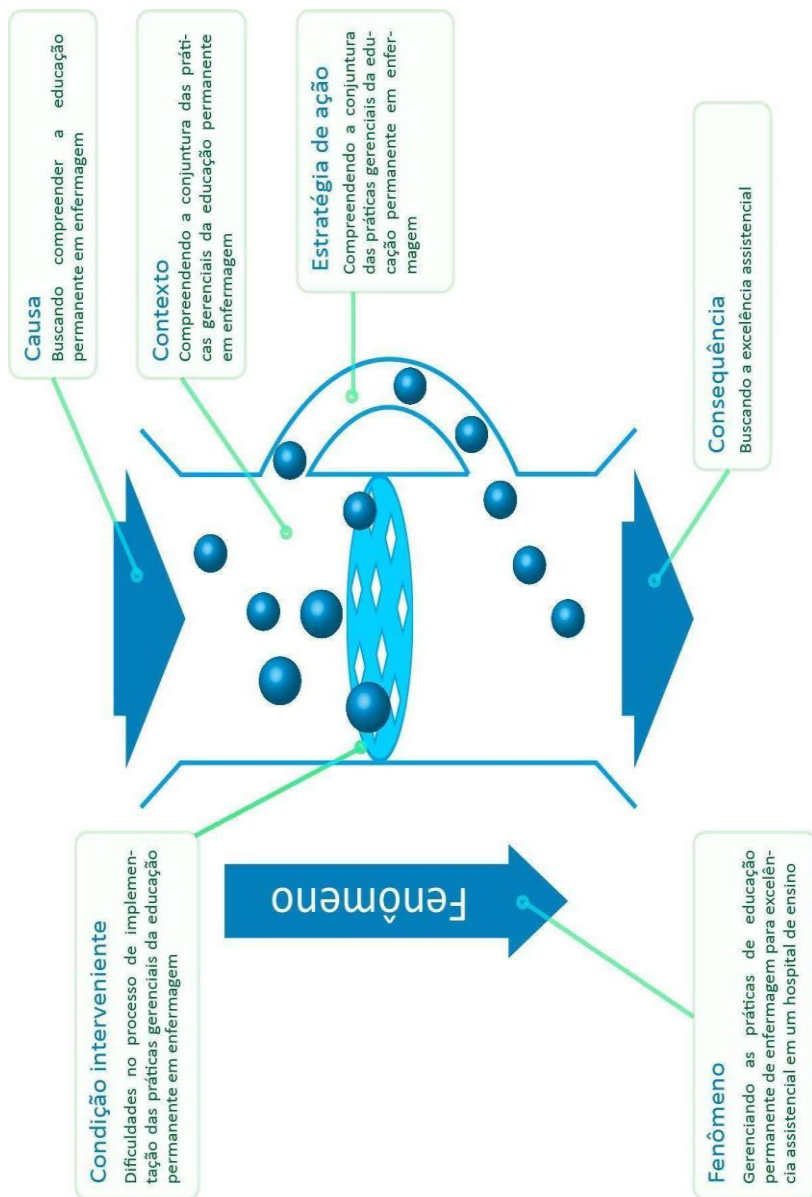 Causa
Buscando compreender a educação
permanente em enfermagem
Contexto
Compreendendo a conjuntura das práti-
cas gerenciais da educação permanente
em enfermagem
Estratégia de ação
Compreendendo a conjuntura
das práticas gerenciais da edu-
cação permanente em enfer-
magem
Consequência
Buscando a excelência assistencial
Condição interveniente
Dificuldades no processo de implemen-
tação das práticas gerenciais da educação
permanente em enfermagem
Fenômeno
Fenômeno
Gerenciando as práticas de educação
permanente de enfermagem para excelên-
cia assistencial em um hospital de ensino